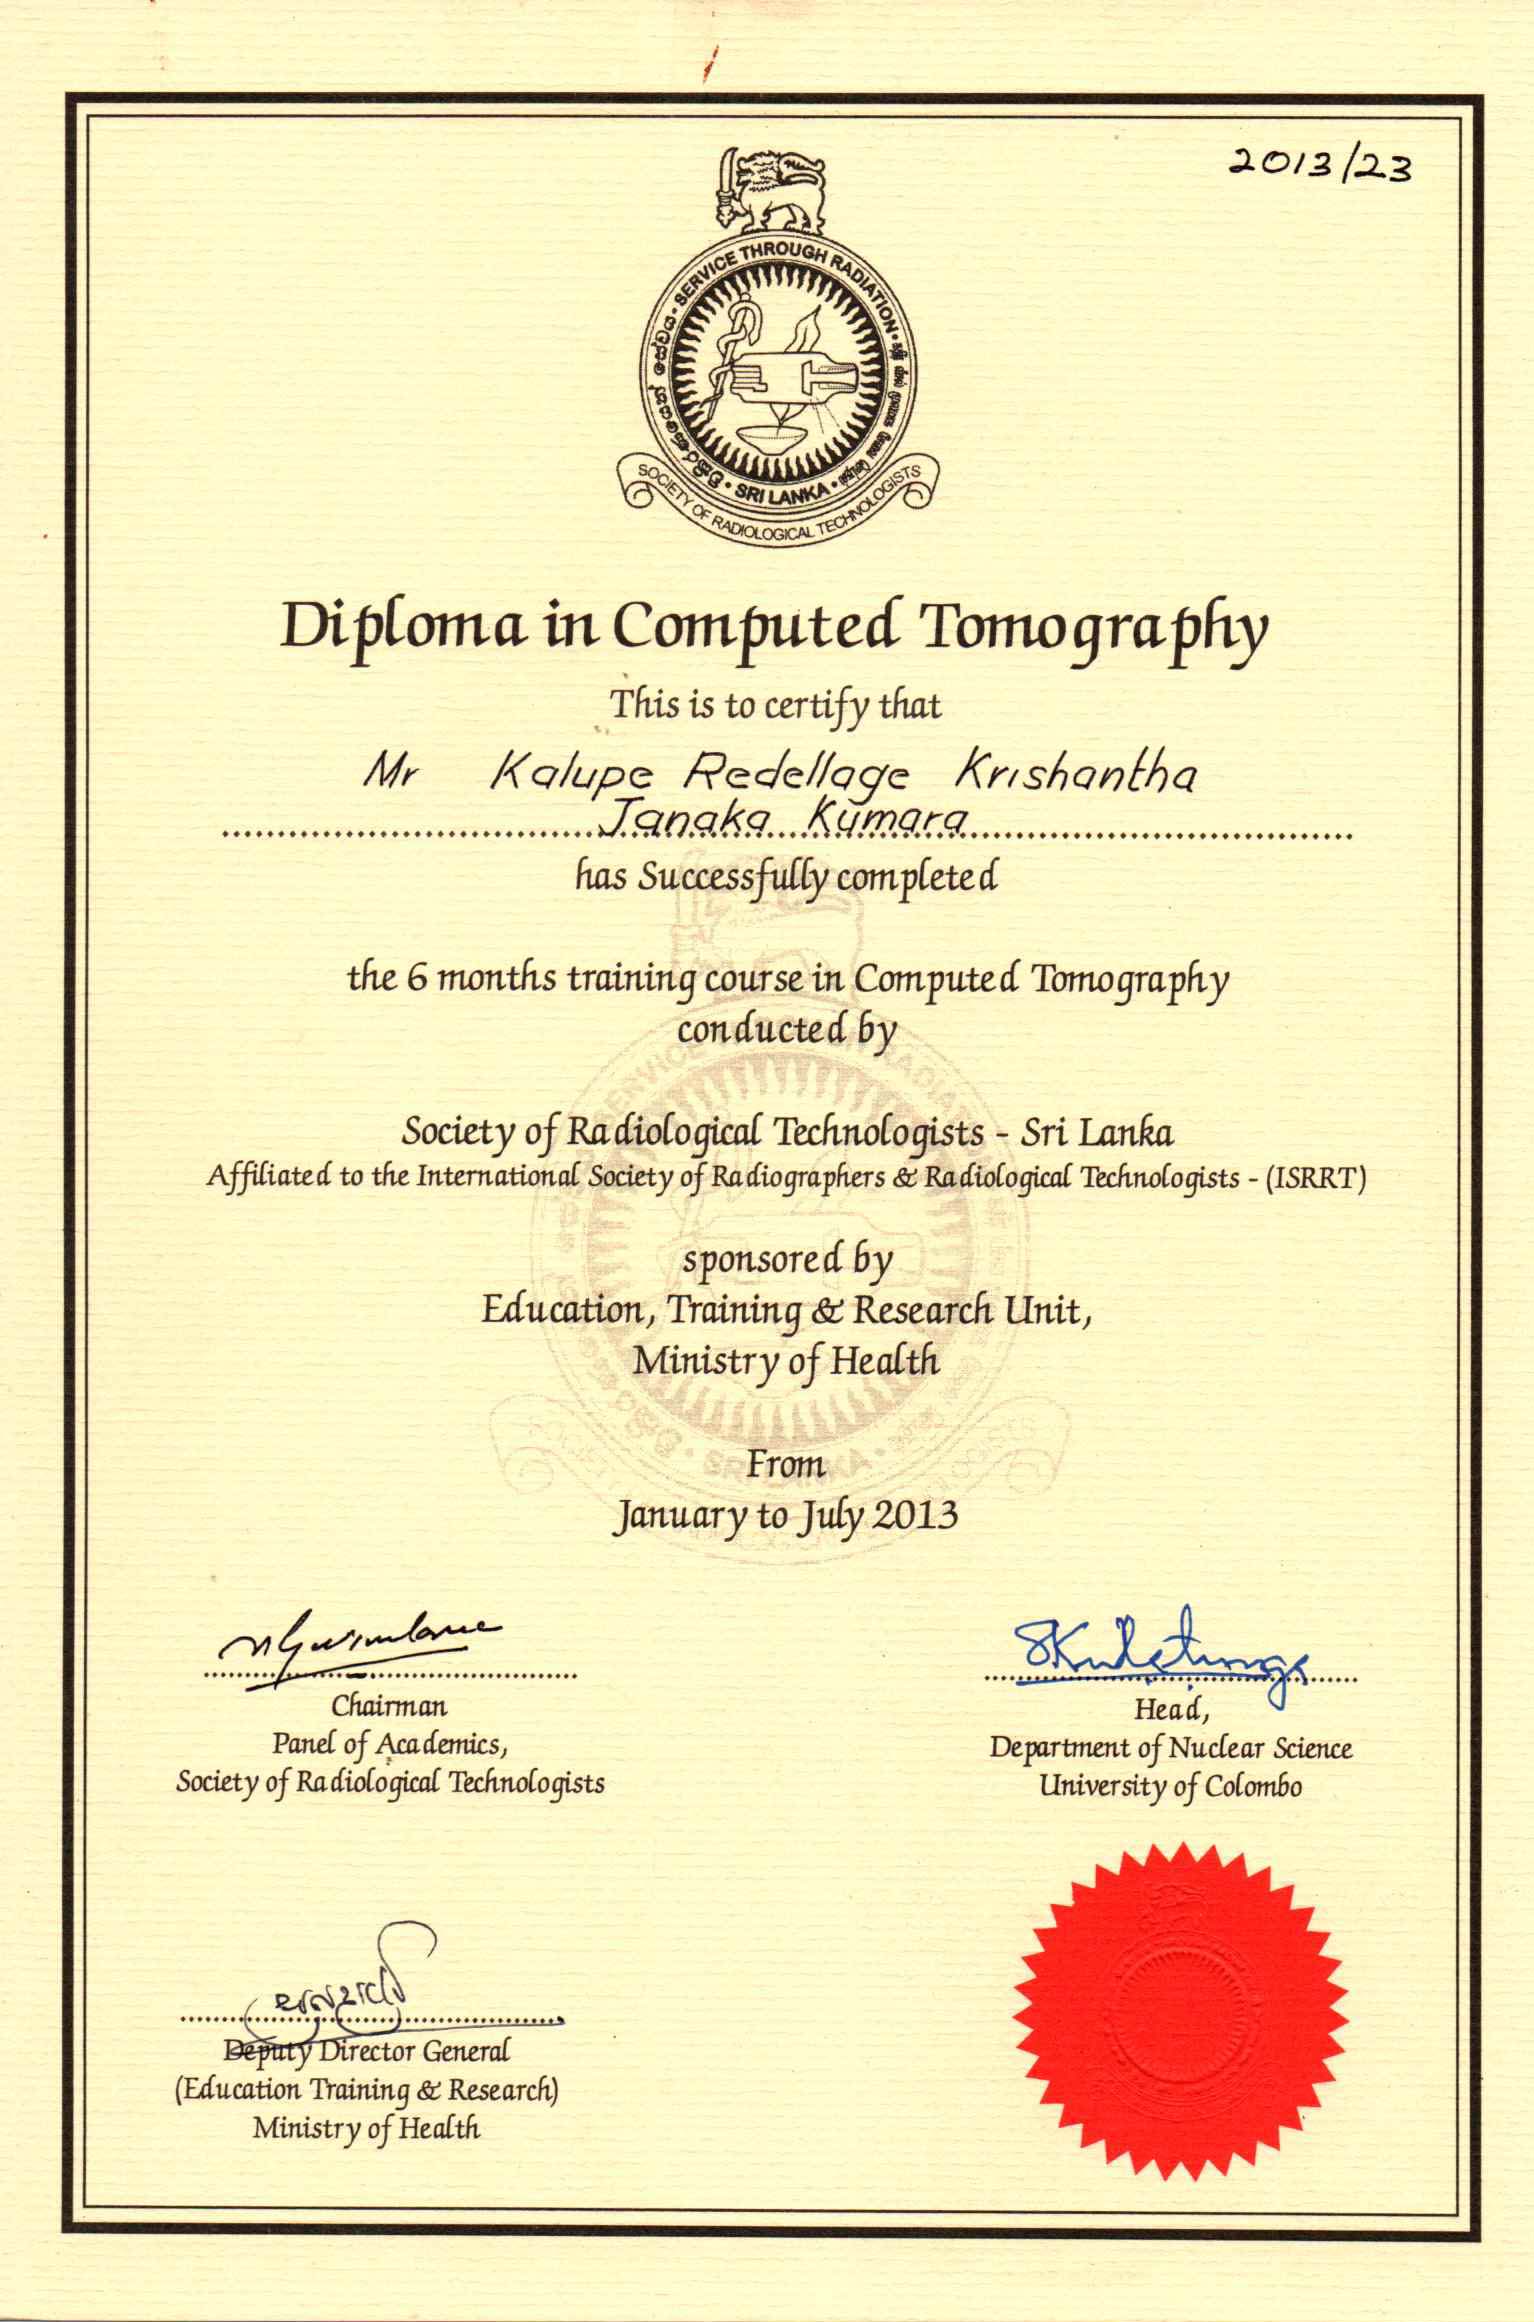 2013/23
SERVICE THROUGH RADIATION
SRI LANKA
SOCIETY OF RADIOLOGICAL TECHNOLOGISTS
Diploma in Computed Tomography
This is to certify that
Mr Kalupe Redellage Krishantha
Janaka Kumara
has Successfully completed
the 6 months training course in Computed Tomography
conducted by
Society of Radiological Technologists - Sri Lanka
Affiliated to the International Society of Radiographers & Radiological Technologists - (ISRRT)
sponsored by
Education, Training & Research Unit,
Ministry of Health
From
January to July 2013
Chairman
Panel of Academics,
Society of Radiological Technologists
Head,
Department of Nuclear Science
University of Colombo
Deputy Director General
(Education Training & Research)
Ministry of Health